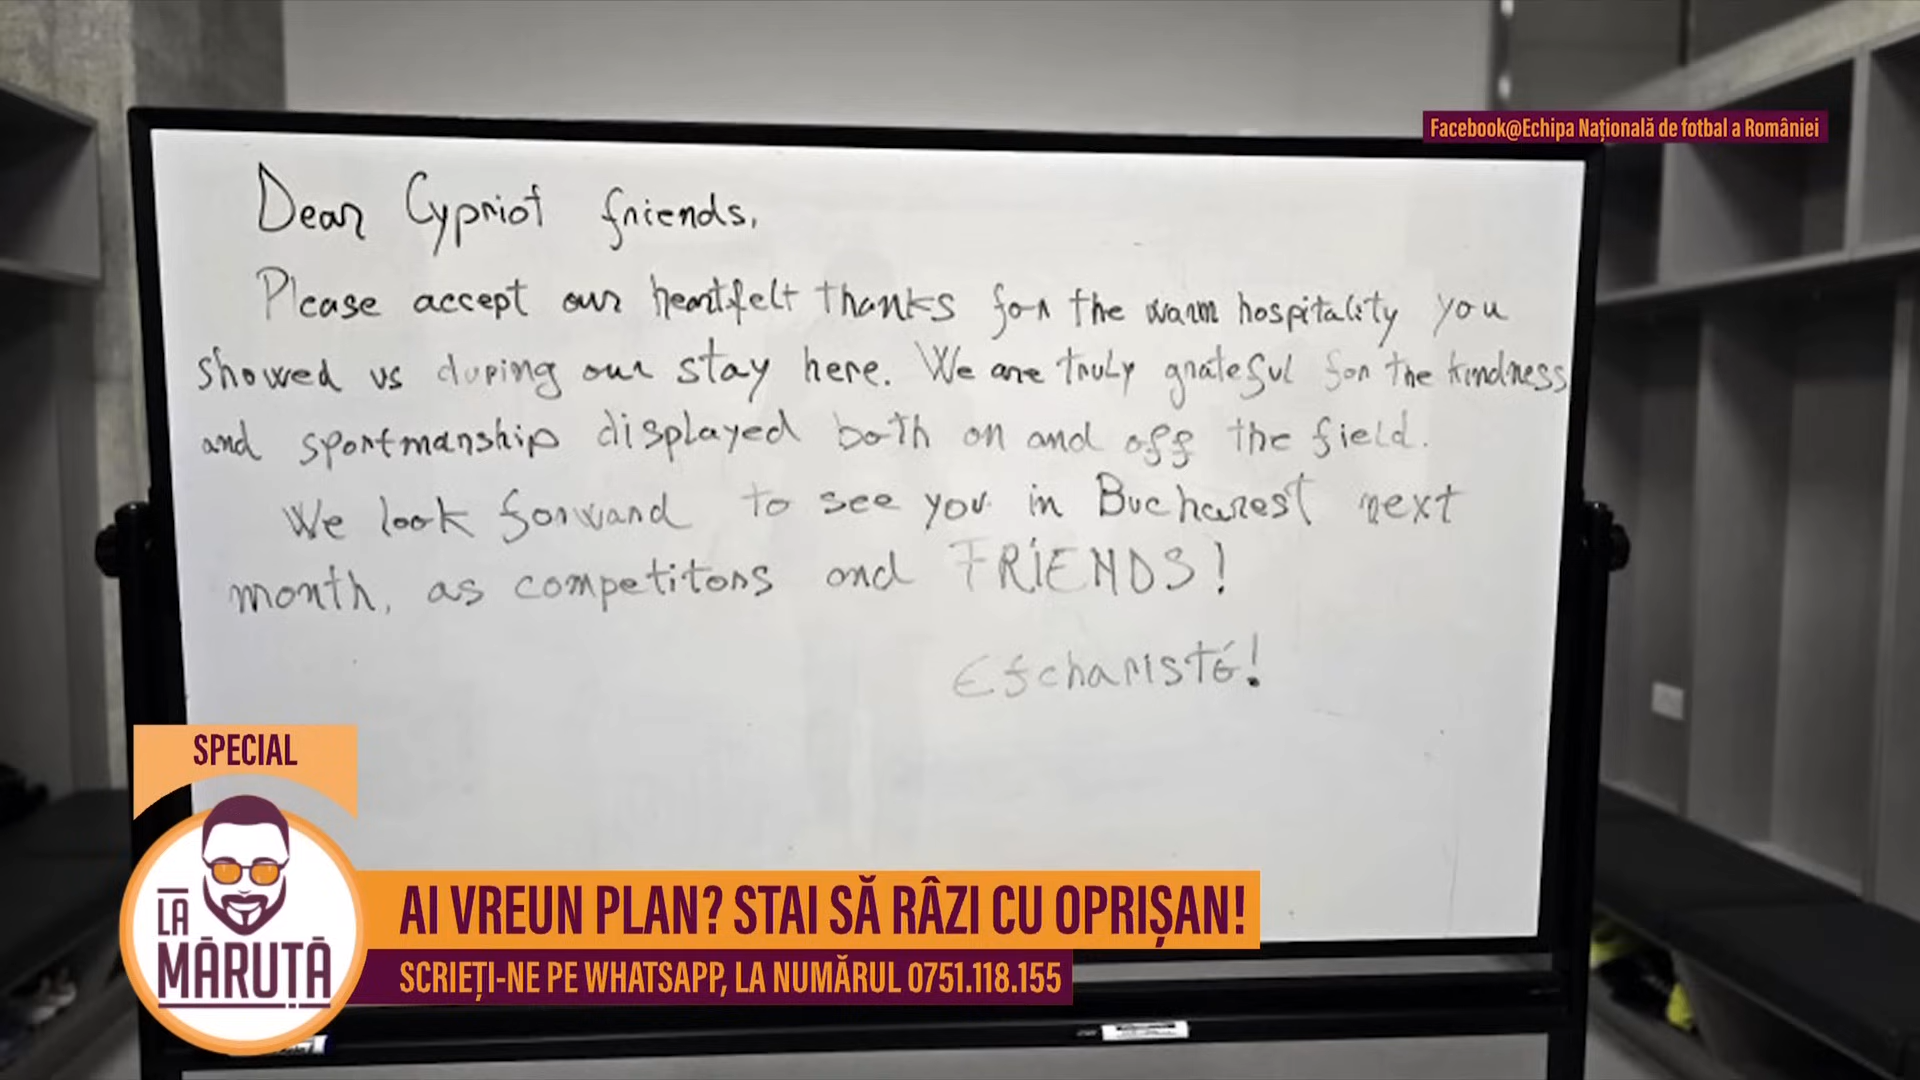 Facebook@Echipa Națională de fotbal a României
Dear Cypriot friends,
Please accept our heartfelt thanks for the warm hospitality you
showed us during our stay here. We are truly grateful for the kindness
and sportmanship displayed both on and off the field.
We look forward to see you in Bucharest next
month, as competitors and FRIENDS!
Efcharistó!
SPECIAL
LA
MĂRUȚĂ
AI VREUN PLAN? STAI SĂ RÂZI CU OPRIȘAN!
SCRIEȚI-NE PE WHATSAPP, LA NUMĂRUL 0751.118.155